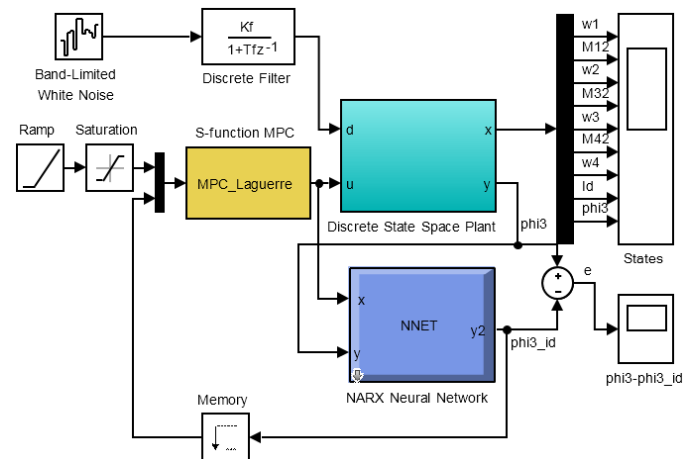 Kf
1+Tfz-1
Band-Limited
White Noise
Discrete Filter
Ramp
Saturation
S-function MPC
MPC_Laguerre
d
x
u
y
Discrete State Space Plant
phi3
w1
M12
w2
M32
w3
M42
w4
Id
phi3
States
x
NNET
y2
y
phi3_id
NARX Neural Network
+
−
e
phi3-phi3_id
Memory